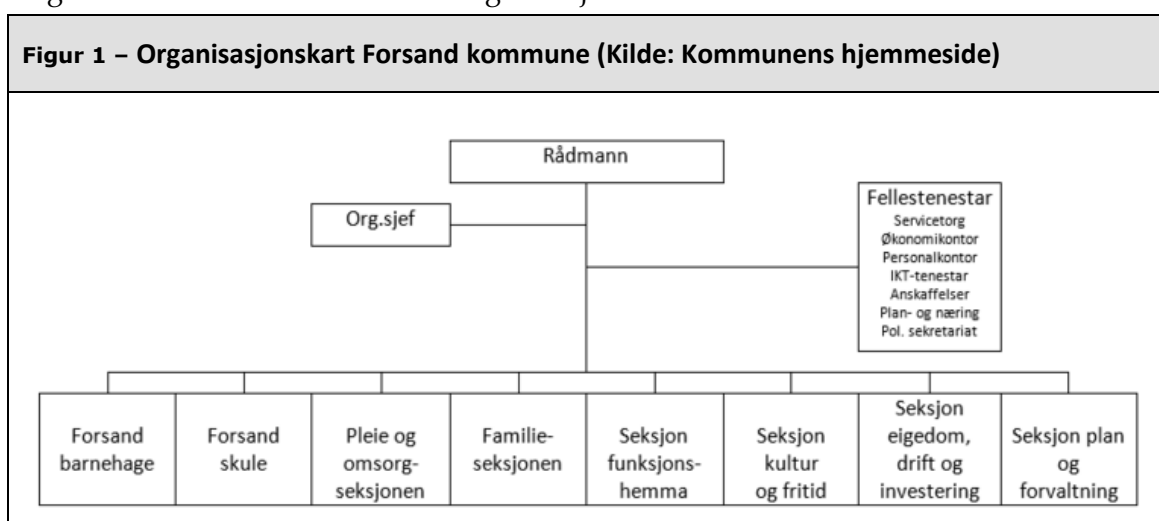 Figur 1 – Organisasjonskart Forsand kommune (Kilde: Kommunens hjemmeside)
Rådmann
Org.sjef
Fellestenestar
Servicetorg
Økonomikontor
Personalkontor
IKT-tenestar
Anskaffelser
Plan- og næring
Pol. sekretariat
Forsand
barnehage
Forsand
skule
Pleie og
omsorg-
seksjonen
Familie-
seksjonen
Seksjon
funksjons-
hemma
Seksjon
kultur
og fritid
Seksjon
eigedom,
drift og
investering
Seksjon plan
og
forvaltning